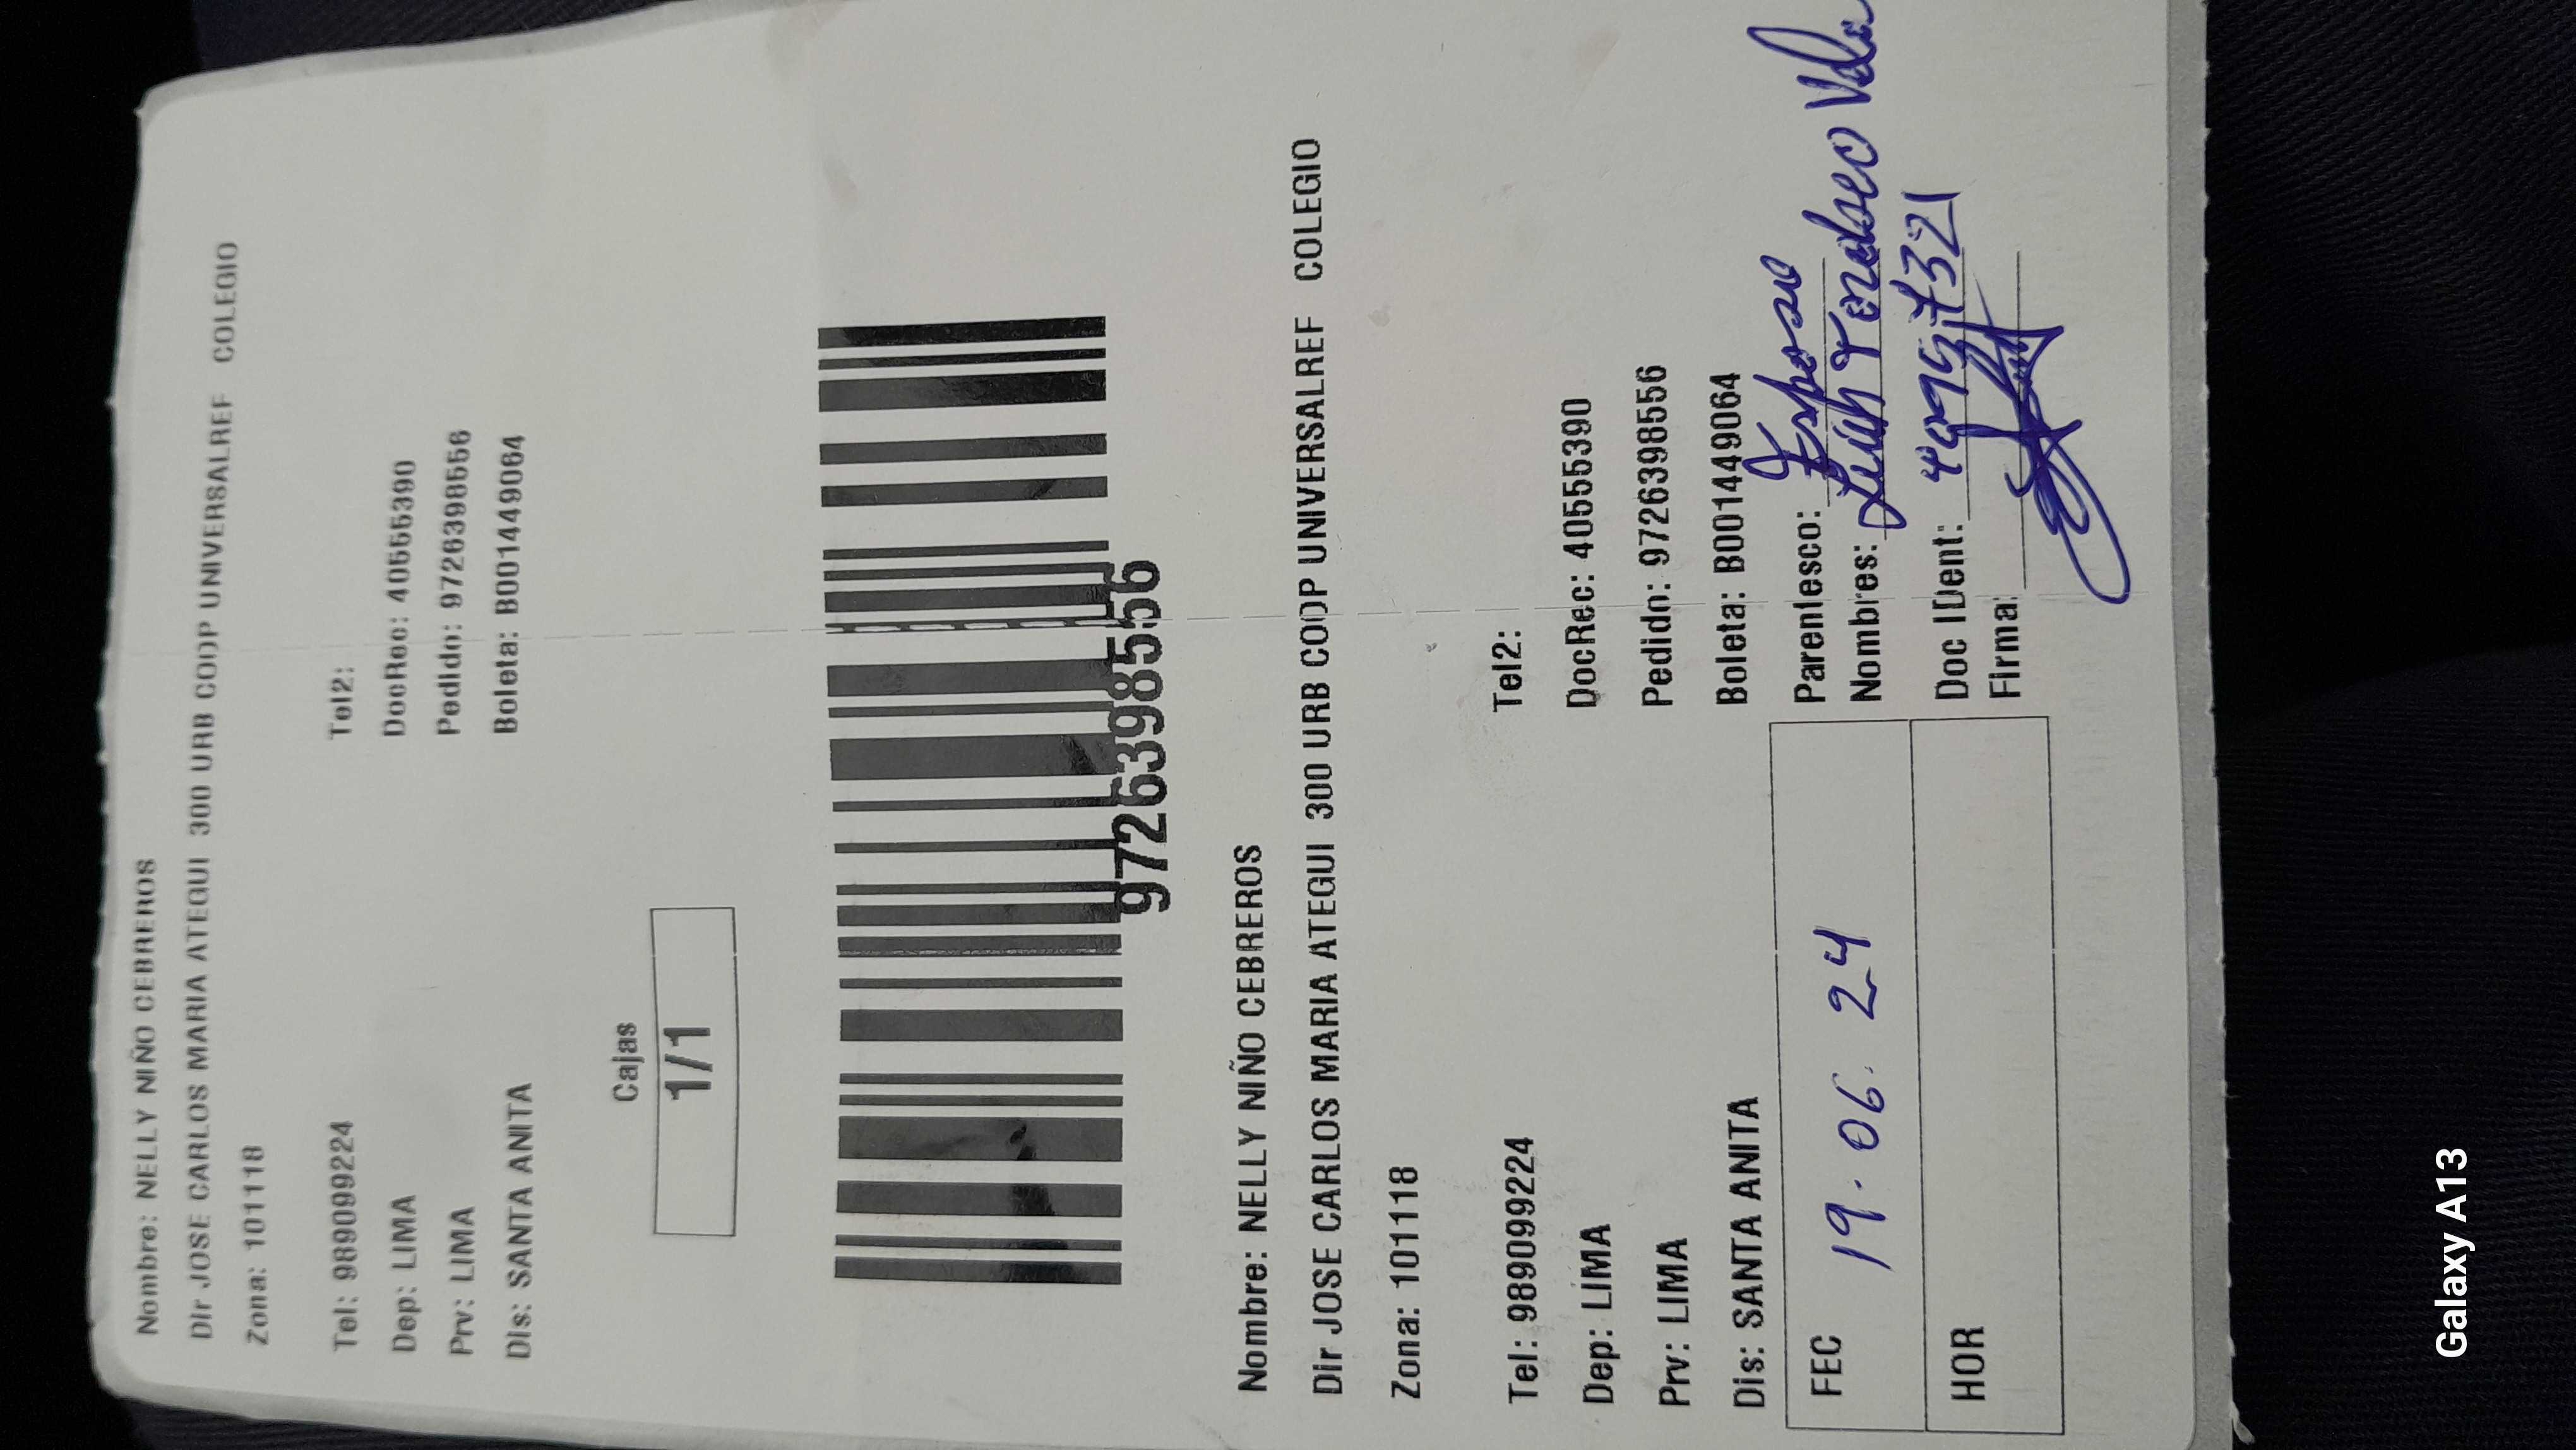 Nombre: NELLY NIÑO CEBREROS
Dir JOSE CARLOS MARIA ATEGUI 300 URB COOP UNIVERSALREF COLEGIO
Zona: 101118
Tel: 989099224 Tel2:
Dep: LIMA DocRec: 40555390
Prv: LIMA Pedido: 9726398556
Dis: SANTA ANITA Boleta: B001449064
Cajas
1/1
9726398556
Nombre: NELLY NIÑO CEBREROS
Dir JOSE CARLOS MARIA ATEGUI 300 URB COOP UNIVERSALREF COLEGIO
Zona: 101118
Tel: 989099224 Tel2:
Dep: LIMA DocRec: 40555390
Prv: LIMA Pedido: 9726398556
Dis: SANTA ANITA Boleta: B001449064
FEC 19.06.24 Parentesco: Esposo
Nombres:
HOR Doc IDent:
Firma:
Galaxy A13